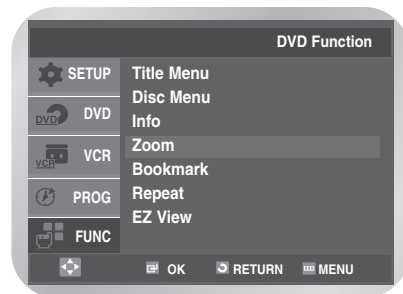 DVD Function
SETUP
DVD
DVD
VCR
VCR
PROG
FUNC
Title Menu
Disc Menu
Info
Zoom
Bookmark
Repeat
EZ View
OK RETURN MENU